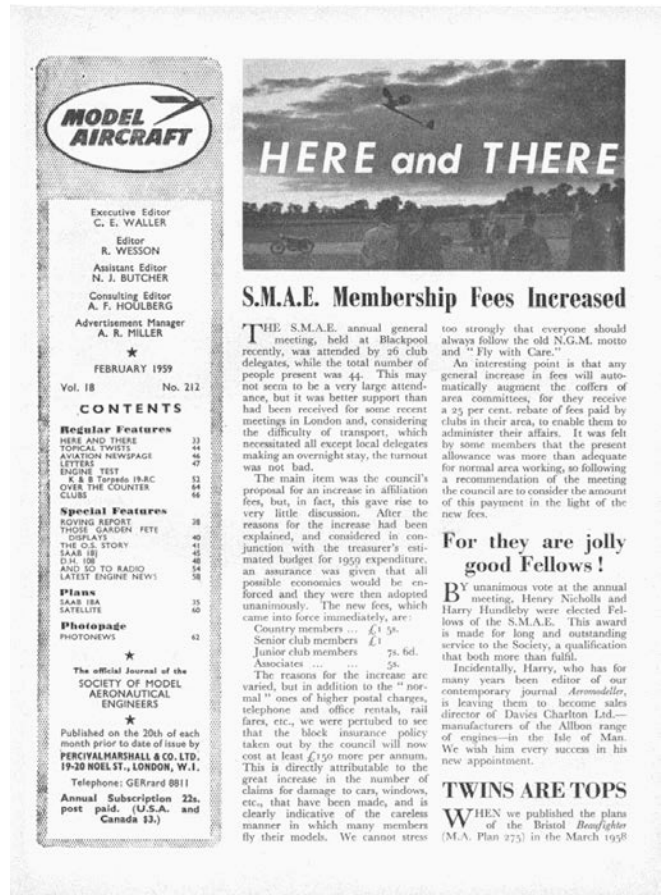 MODEL
AIRCRAFT
Executive Editor
C. E. WALLER
Editor
R. WESSON
Assistant Editor
N. J. BUTCHER
Consulting Editor
A. F. HOULBERG
Advertisement Manager
A. R. MILLER
★
FEBRUARY 1959
Vol. 18 No. 212
CONTENTS
Regular Features
HERE AND THERE 33
TOPICAL TWISTS 44
AVIATION NEWSPAGE 46
LETTERS 47
ENGINE TEST
K & B Torpedo 19-RC 52
OVER THE COUNTER 64
CLUBS 66
Special Features
ROVING REPORT 38
THOSE GARDEN FETE
DISPLAYS 40
THE O.S. STORY 41
SAAB 18J 45
D.H. 108 48
AND SO TO RADIO 54
LATEST ENGINE NEWS 58
Plans
SAAB 18A 35
SATELLITE 60
Photopage
PHOTONEWS 62
★
The official Journal of the
SOCIETY OF MODEL
AERONAUTICAL
ENGINEERS
★
Published on the 20th of each
month prior to date of issue by
PERCIVAL MARSHALL & CO. LTD.
19-20 NOEL ST., LONDON, W.1.
Telephone: GERrard 8811
Annual Subscription 22s.
post paid. (U.S.A. and
Canada $3.)
HERE and THERE
S.M.A.E. Membership Fees Increased
THE S.M.A.E. annual general
meeting, held at Blackpool
recently, was attended by 26 club
delegates, while the total number of
people present was 44. This may
not seem to be a very large attend-
ance, but it was better support than
had been received for some recent
meetings in London and, considering
the difficulty of transport, which
necessitated all except local delegates
making an overnight stay, the turnout
was not bad.
The main item was the council's
proposal for an increase in affiliation
fees, but, in fact, this gave rise to
very little discussion. After the
reasons for the increase had been
explained, and considered in con-
junction with the treasurer's esti-
mated budget for 1959 expenditure,
an assurance was given that all
possible economies would be en-
forced and they were then adopted
unanimously. The new fees, which
came into force immediately, are:
Country members ... £1 5s.
Senior club members £1
Junior club members 7s. 6d.
Associates ... ... 5s.
The reasons for the increase are
varied, but in addition to the " nor-
mal " ones of higher postal charges,
telephone and office rentals, rail
fares, etc., we were pertubed to see
that the block insurance policy
taken out by the council will now
cost at least £150 more per annum.
This is directly attributable to the
great increase in the number of
claims for damage to cars, windows,
etc., that have been made, and is
clearly indicative of the careless
manner in which many members
fly their models. We cannot stress
too strongly that everyone should
always follow the old N.G.M. motto
and " Fly with Care."
An interesting point is that any
general increase in fees will auto-
matically augment the coffers of
area committees, for they receive
a 25 per cent. rebate of fees paid by
clubs in their area, to enable them to
administer their affairs. It was felt
by some members that the present
allowance was more than adequate
for normal area working, so following
a recommendation of the meeting
the council are to consider the amount
of this payment in the light of the
new fees.
For they are jolly
good Fellows !
BY unanimous vote at the annual
meeting, Henry Nicholls and
Harry Hundleby were elected Fel-
lows of the S.M.A.E. This award
is made for long and outstanding
service to the Society, a qualification
that both more than fulfil.
Incidentally, Harry, who has for
many years been editor of our
contemporary journal Aeromodeller,
is leaving them to become sales
director of Davies Charlton Ltd.—
manufacturers of the Allbon range
of engines—in the Isle of Man.
We wish him every success in his
new appointment.
TWINS ARE TOPS
WHEN we published the plans
of the Bristol Beaufighter
(M.A. Plan 275) in the March 1958